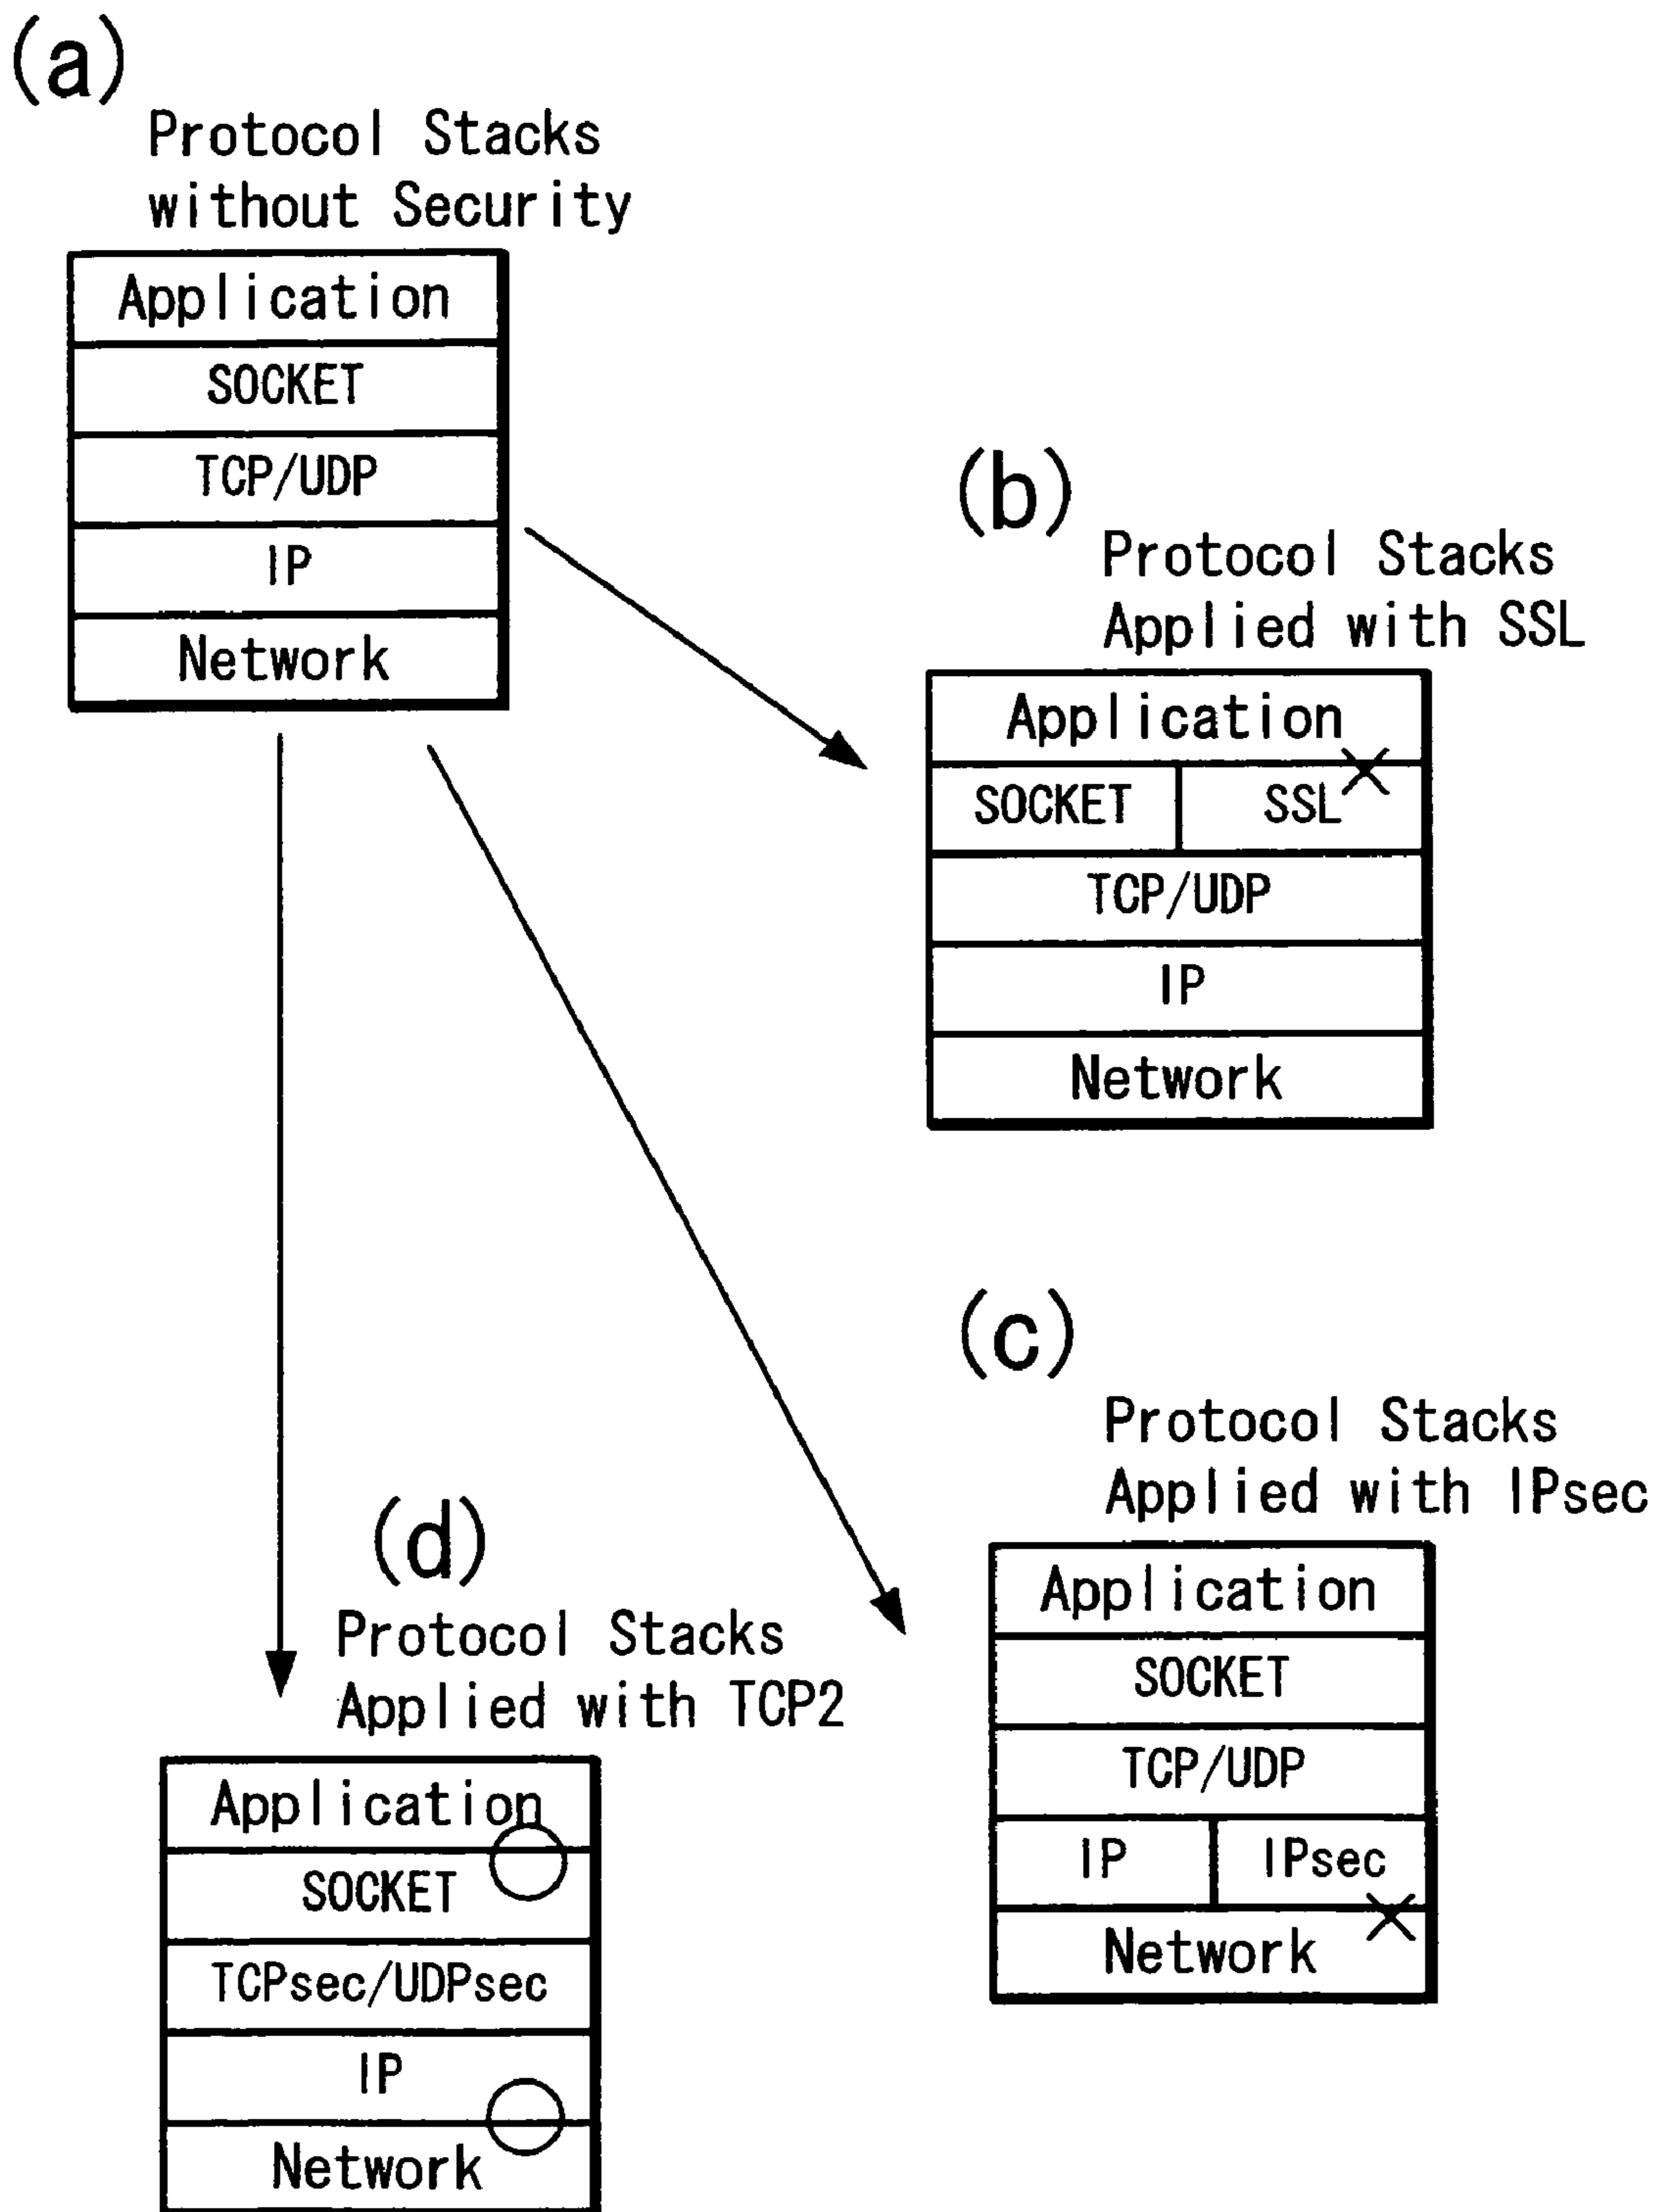 (a)
Protocol Stacks
without Security
Application
SOCKET
TCP/UDP
IP
Network
(b)
Protocol Stacks
Applied with SSL
Application
SOCKET SSL
TCP/UDP
IP
Network
(c)
Protocol Stacks
Applied with IPsec
Application
SOCKET
TCP/UDP
IP IPsec
Network
(d)
Protocol Stacks
Applied with TCP2
Application
SOCKET
TCPsec/UDPsec
IP
Network